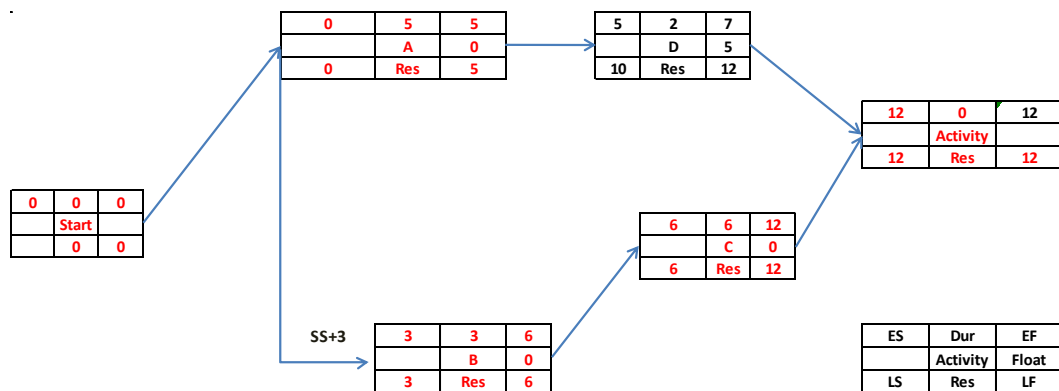 0 5 5
A 0
0 Res 5
5 2 7
D 5
10 Res 12
12 0 12
Activity
12 Res 12
0 0 0
Start
0 0
6 6 12
C 0
6 Res 12
SS+3
3 3 6
B 0
3 Res 6
ES Dur EF
Activity Float
LS Res LF